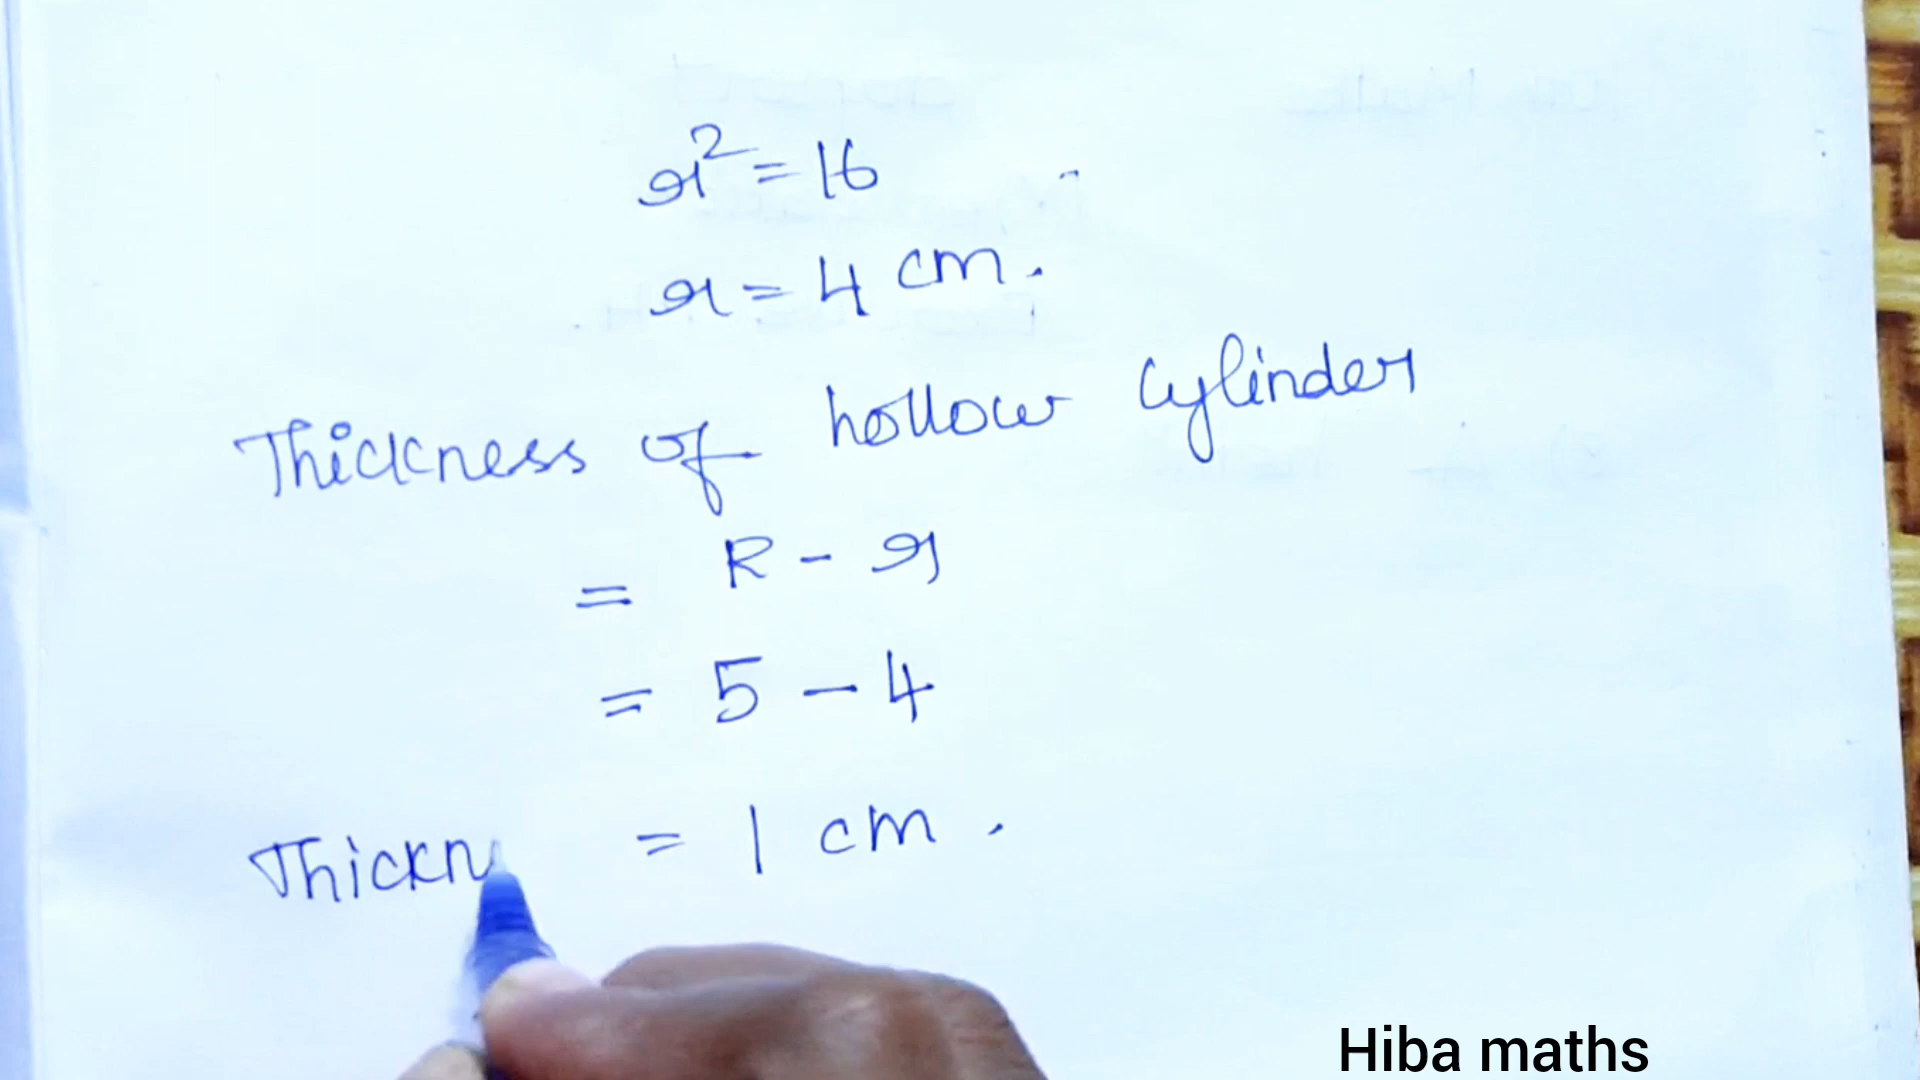 r² = 16
r = 4 cm.
Thickness of hollow cylinder
= R - r
= 5 - 4
Thickn = 1 cm.
Hiba maths